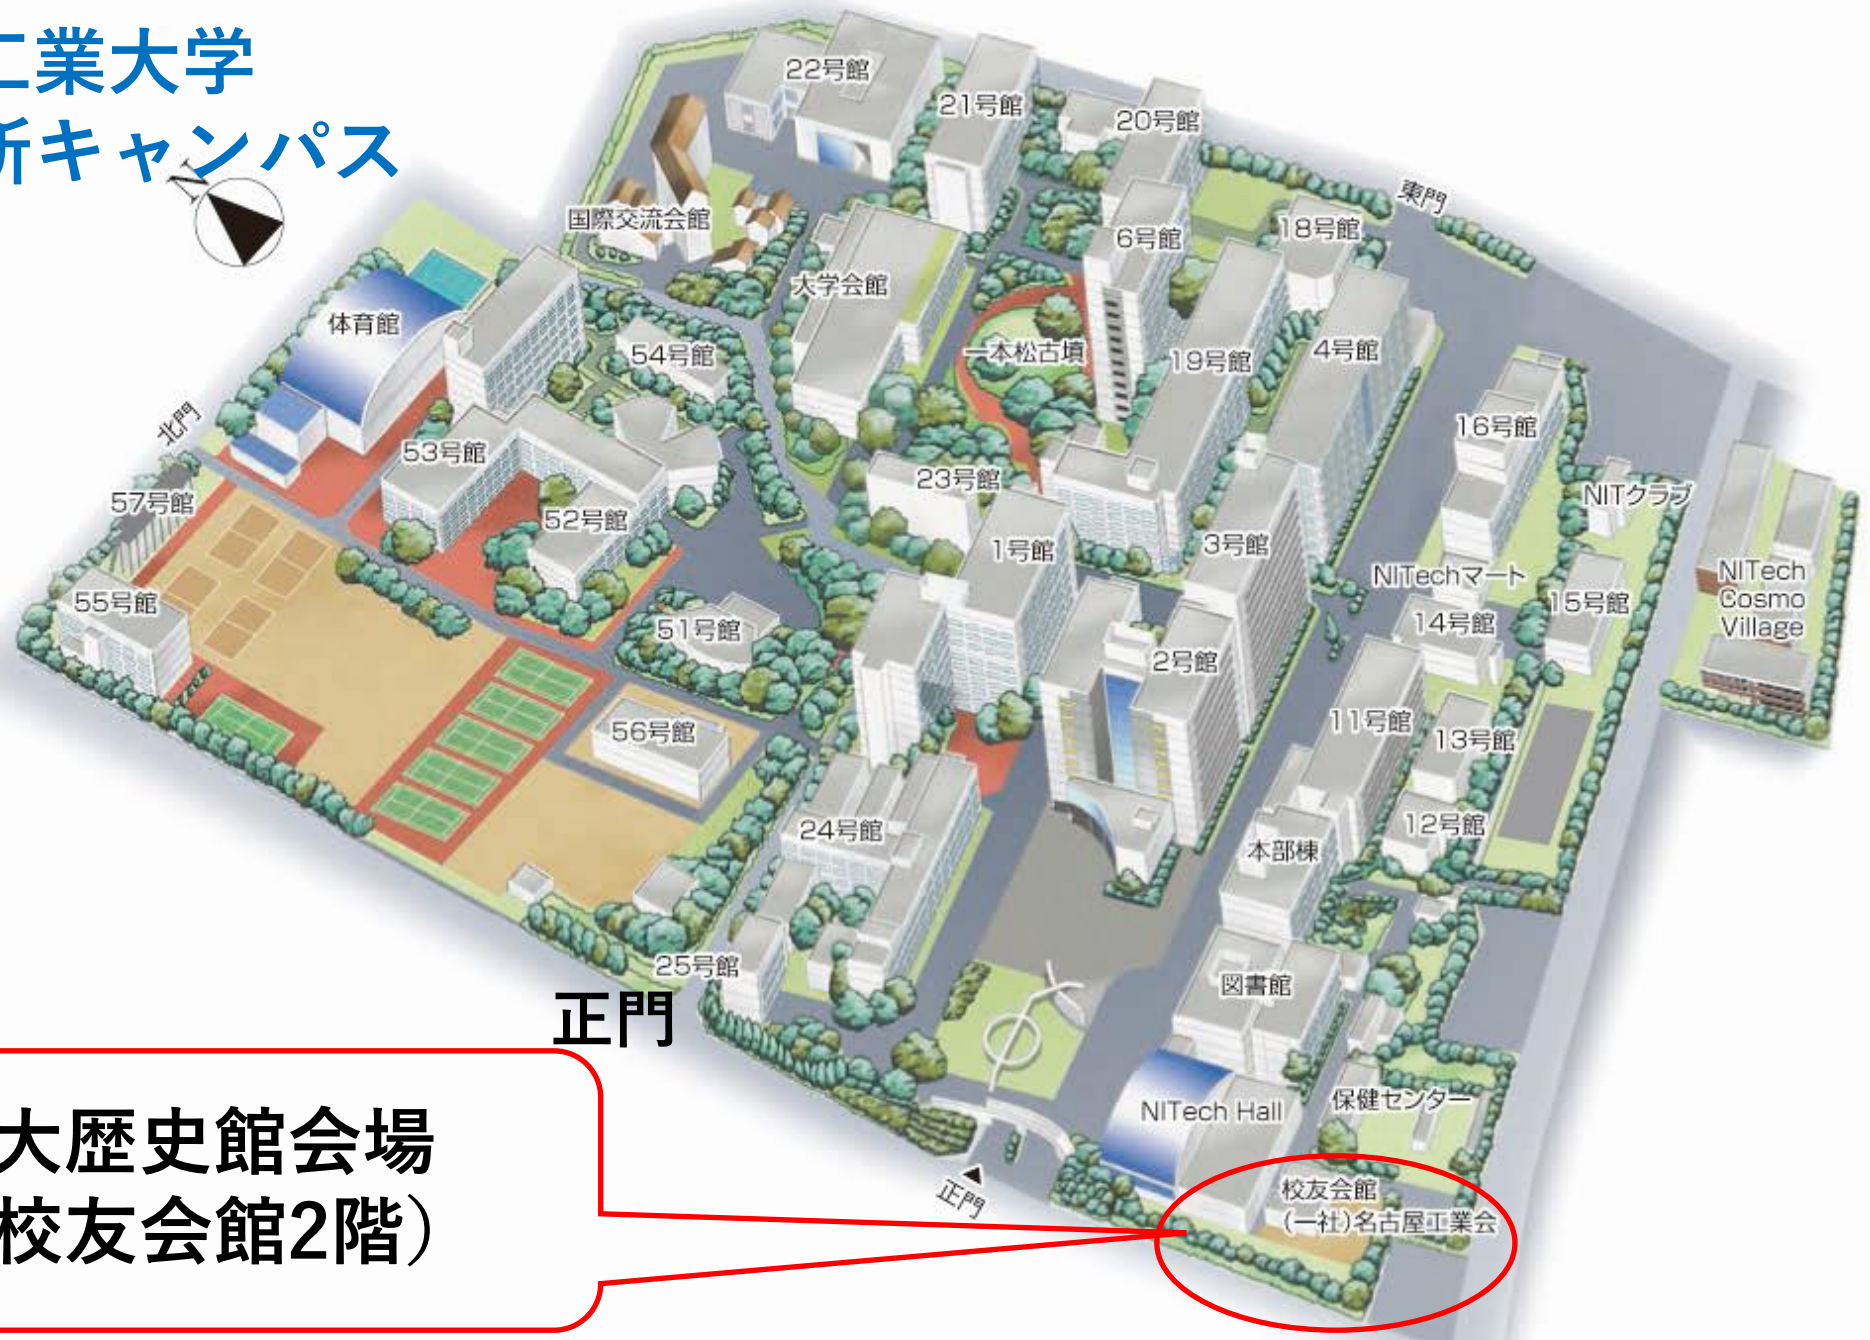 工業大学
所キャンパス
N
22号館
21号館
20号館
東門
国際交流会館
6号館
18号館
大学会館
体育館
54号館
一本松古墳
19号館
4号館
北門
53号館
16号館
57号館
52号館
23号館
NITクラブ
1号館
3号館
NITechマート
NITech
Cosmo
Village
55号館
51号館
14号館
15号館
2号館
56号館
11号館
13号館
24号館
12号館
本部棟
25号館
図書館
正門
NITech Hall
保健センター
大歴史館会場
校友会館2階)
正門
校友会館
(一社)名古屋工業会